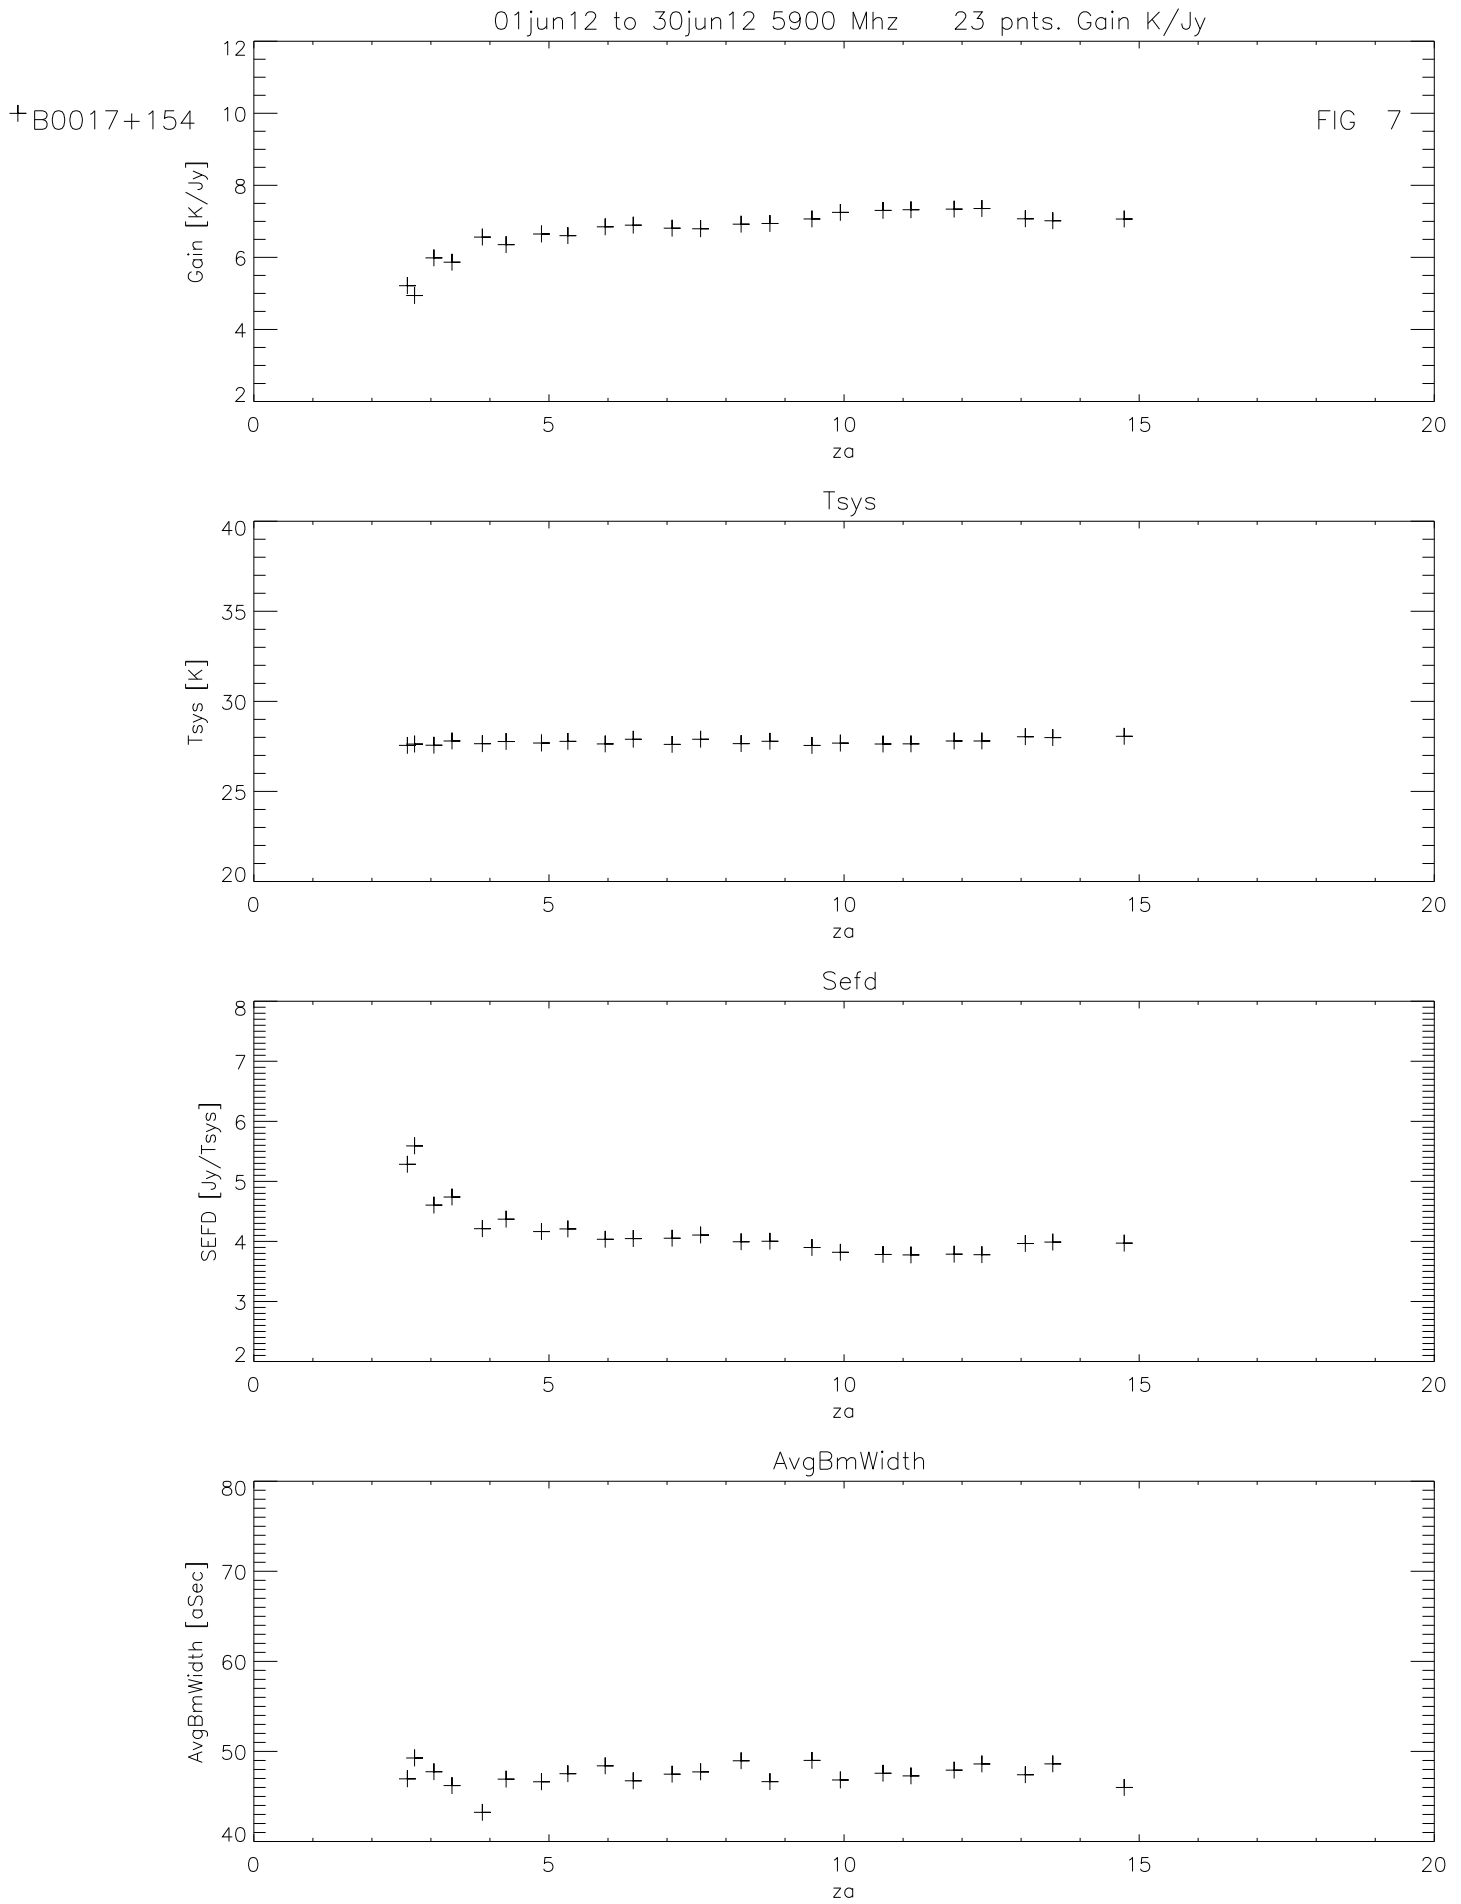 01jun12 to 30jun12 5900 Mhz 23 pnts. Gain K/Jy
+ B0017+154
FIG 7
Gain [K/Jy]
12
10
8
6
4
2
0 5 10 15 20
za
Tsys
Tsys [K]
40
35
30
25
20
0 5 10 15 20
za
Sefd
SEFD [Jy/Tsys]
8
7
6
5
4
3
2
0 5 10 15 20
za
AvgBmWidth
AvgBmWidth [aSec]
80
70
60
50
40
0 5 10 15 20
za